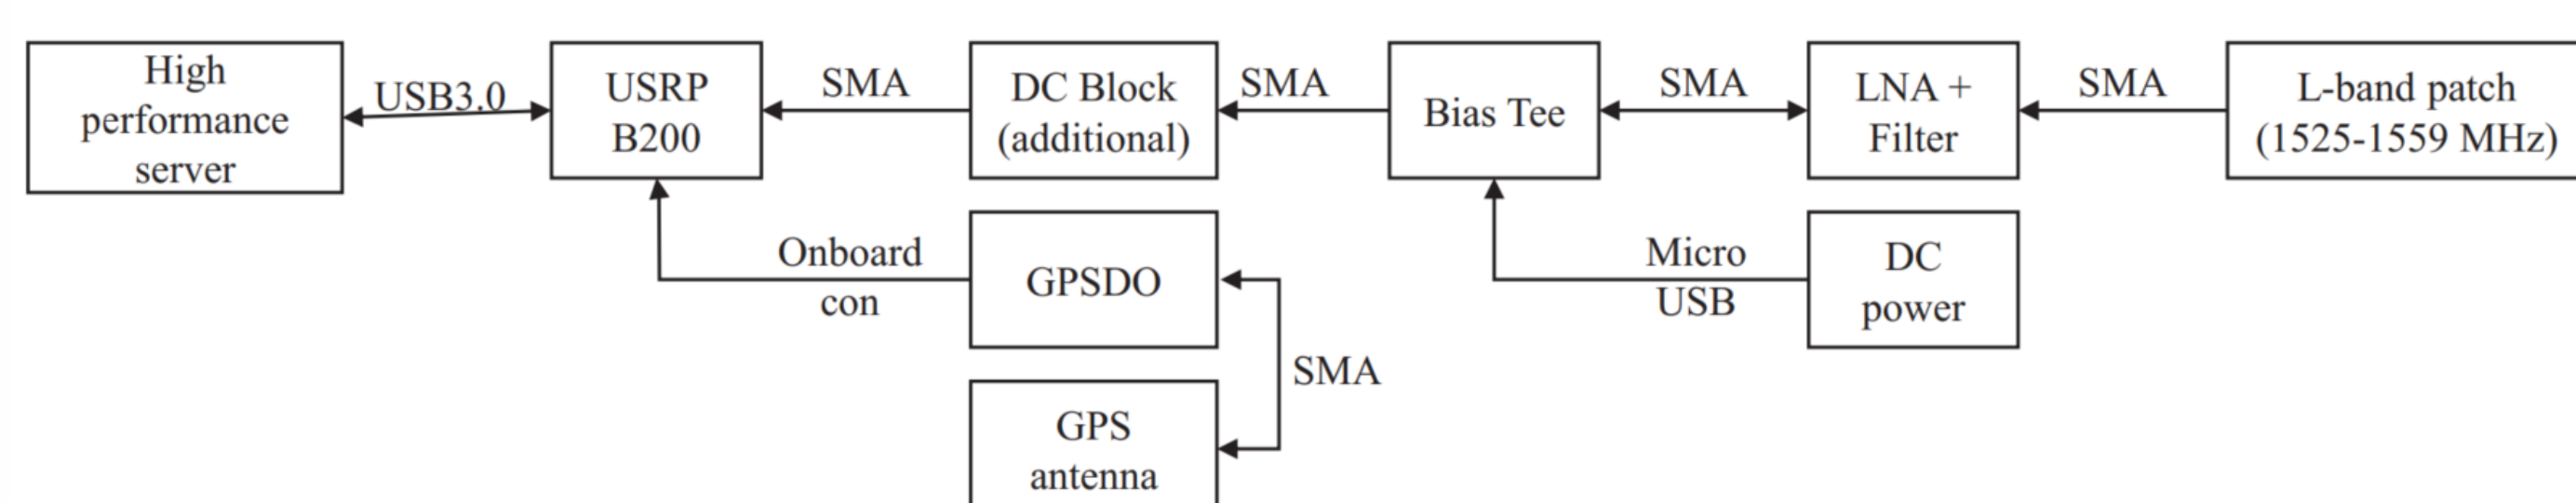 High
performance
server
USB3.0
USRP
B200
SMA
DC Block
(additional)
SMA
Bias Tee
SMA
LNA +
Filter
SMA
L-band patch
(1525-1559 MHz)
Onboard
con
GPSDO
Micro
USB
DC
power
SMA
GPS
antenna